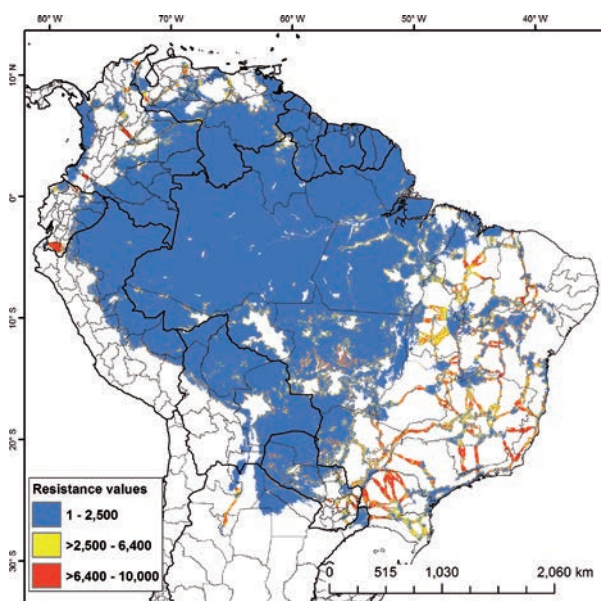 80°W 70°W 60°W 50°W 40°W
10°N
0°
10°S
20°S
30°S
Resistance values
1 - 2,500
>2,500 - 6,400
>6,400 - 10,000
0 515 1,030 2,060 km